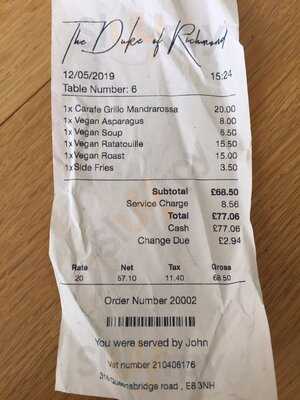 The Duke of Richmond
12/05/2019 15:24
Table Number: 6
1x Carafe Grillo Mandrarossa 20.00
1x Vegan Asparagus 8.00
1x Vegan Soup 6.50
1x Vegan Ratatouille 15.50
1x Vegan Roast 15.00
1x Side Fries 3.50
Subtotal £68.50
Service Charge 8.56
Total £77.06
Cash £77.06
Change Due £2.94
Rate Net Tax Gross
20 57.10 11.40 68.50
Order Number 20002
You were served by John
Vat number 210406176
316 Queensbridge road , E8 3NH